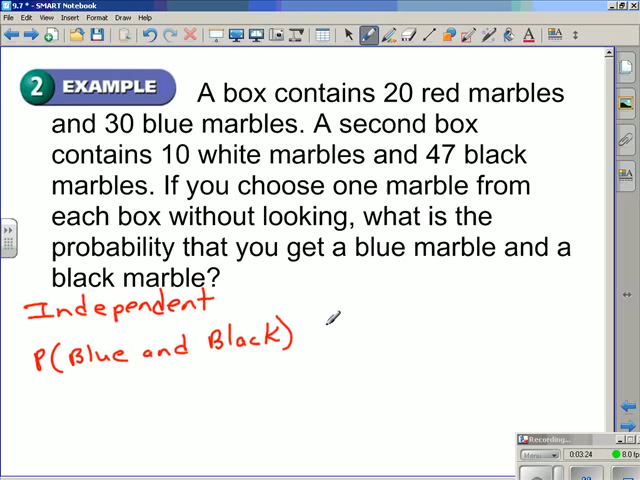 9.7 * - SMART Notebook
File Edit View Insert Format Draw Help
2 EXAMPLE A box contains 20 red marbles
and 30 blue marbles. A second box
contains 10 white marbles and 47 black
marbles. If you choose one marble from
each box without looking, what is the
probability that you get a blue marble and a
black marble?
Independent
P(Blue and Black)
Recording...
Menu 0:03:24 8.0 fp